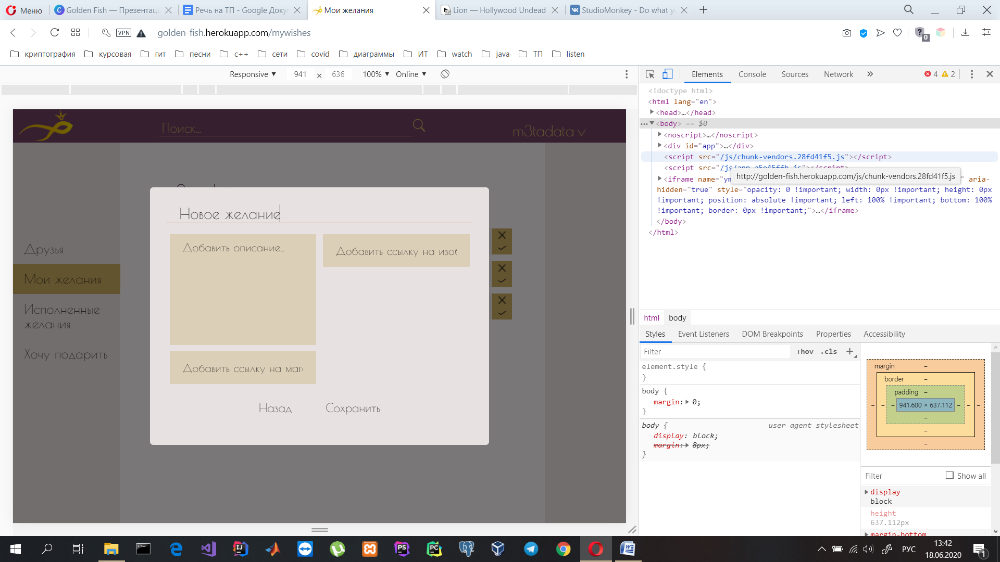 Меню
Golden Fish — Презентаци
Речь на ТП - Google Доку
Мои желания
Lion — Hollywood Undead
StudioMonkey - Do what y
VPN
golden-fish.herokuapp.com/mywishes
0
криптография
курсовая
гит
песни
c++
сети
covid
диаграммы
ИТ
watch
java
ТП
listen
Responsive ▼
941 × 636
100% ▼
Online ▼
Elements
Console
Sources
Network
4
2
Поиск...
m3tadata
Друзья
Мои желания
Исполненные
желания
Хочу подарить
Новое желание
Добавить описание...
Добавить ссылку на изоб
Добавить ссылку на мага
Назад
Сохранить
<!doctype html>
<html lang="en">
<head>…</head>
<body> == $0
<noscript>…</noscript>
<div id="app">…</div>
<script src="/js/chunk-vendors.28fd41f5.js"></script>
<script src="/js/app.a5e45ffb.js"></script>
http://golden-fish.herokuapp.com/js/chunk-vendors.28fd41f5.js
<iframe name="ym " aria-
hidden="true" style="opacity: 0 !important; width: 0px !important; height: 0px
!important; position: absolute !important; left: 100% !important; bottom: 100%
!important; border: 0px !important;">…</iframe>
</body>
</html>
html
body
Styles
Event Listeners
DOM Breakpoints
Properties
Accessibility
Filter
:hov
.cls
element.style {
}
body {
margin: 0;
}
body {
user agent stylesheet
display: block;
margin: 8px;
}
margin
–
border
–
padding
–
941.600 × 637.112
–
–
–
Filter
Show all
display
block
height
637.112px
margin-bottom
РУС
13:42
18.06.2020
1